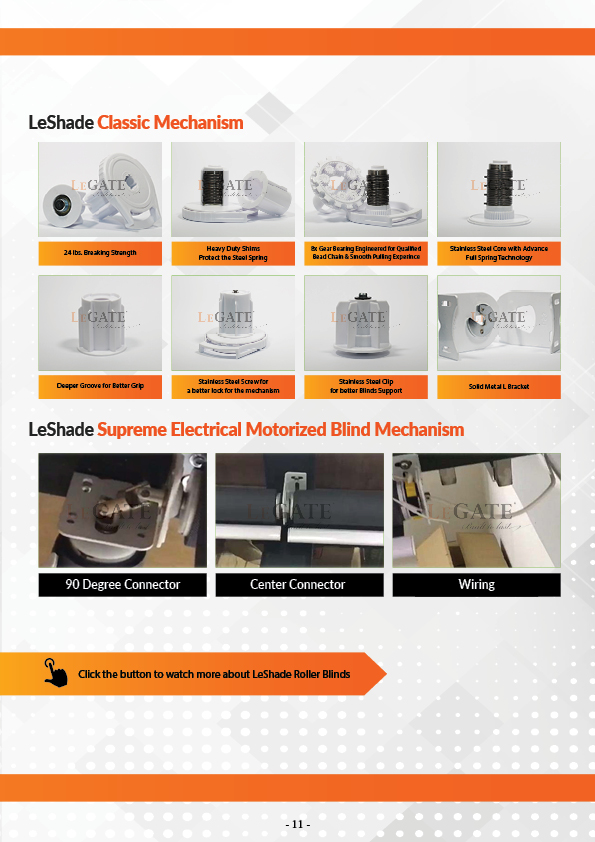 LeShade Classic Mechanism
LEGATE
LEGATE
LEGATE
LEGATE
24 lbs. Breaking Strength
Heavy Duty Shims
Protect the Steel Spring
8x Gear Bearing Engineered for Qualified
Bead Chain & Smooth Pulling Experince
Stainless Steel Core with Advance
Full Spring Technology
LEGATE
LEGATE
LEGATE
LEGATE
Deeper Groove for Better Grip
Stainless Steel Screw for
a better lock for the mechanism
Stainless Steel Clip
for better Blinds Support
Solid Metal L Bracket
LeShade Supreme Electrical Motorized Blind Mechanism
LEGATE
LEGATE
LEGATE
90 Degree Connector
Center Connector
Wiring
Click the button to watch more about LeShade Roller Blinds
- 11 -